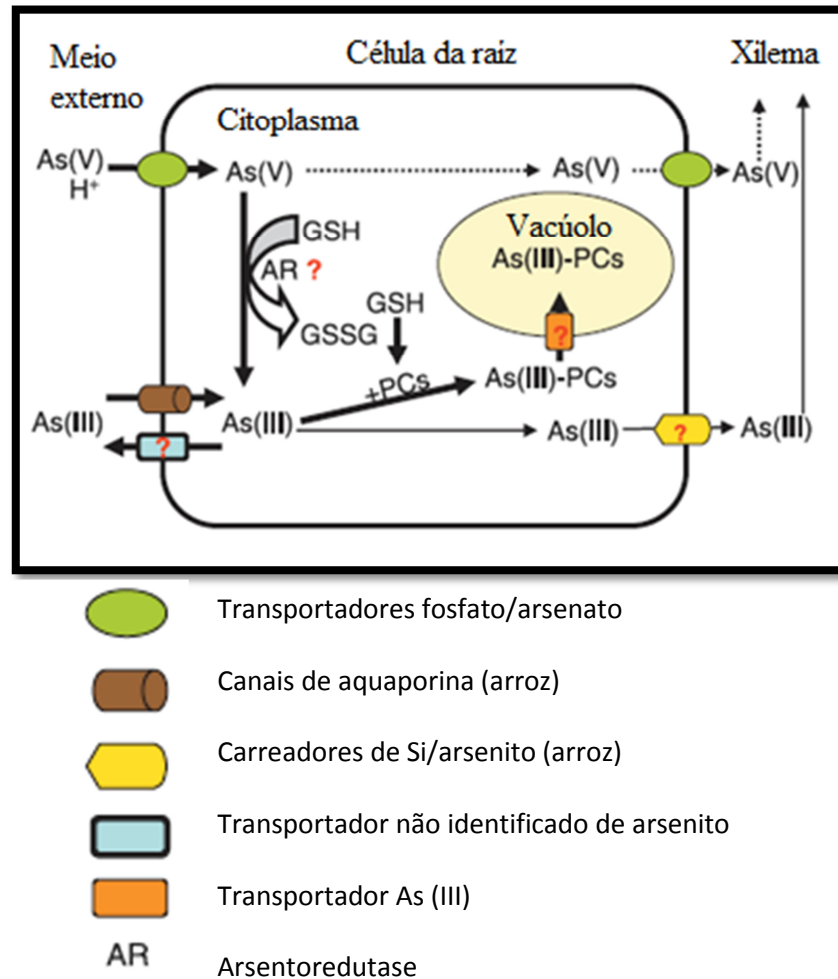 Meio
externo
Célula da raiz
Xilema
Citoplasma
As(V)
H⁺
As(V)
As(V)
As(V)
GSH
AR ?
GSSG
Vacúolo
As(III)-PCs
GSH
?
+PCs
As(III)-PCs
As(III)
?
As(III)
As(III)
?
As(III)
Transportadores fosfato/arsenato
Canais de aquaporina (arroz)
Carreadores de Si/arsenito (arroz)
Transportador não identificado de arsenito
Transportador As (III)
AR
Arsentoredutase